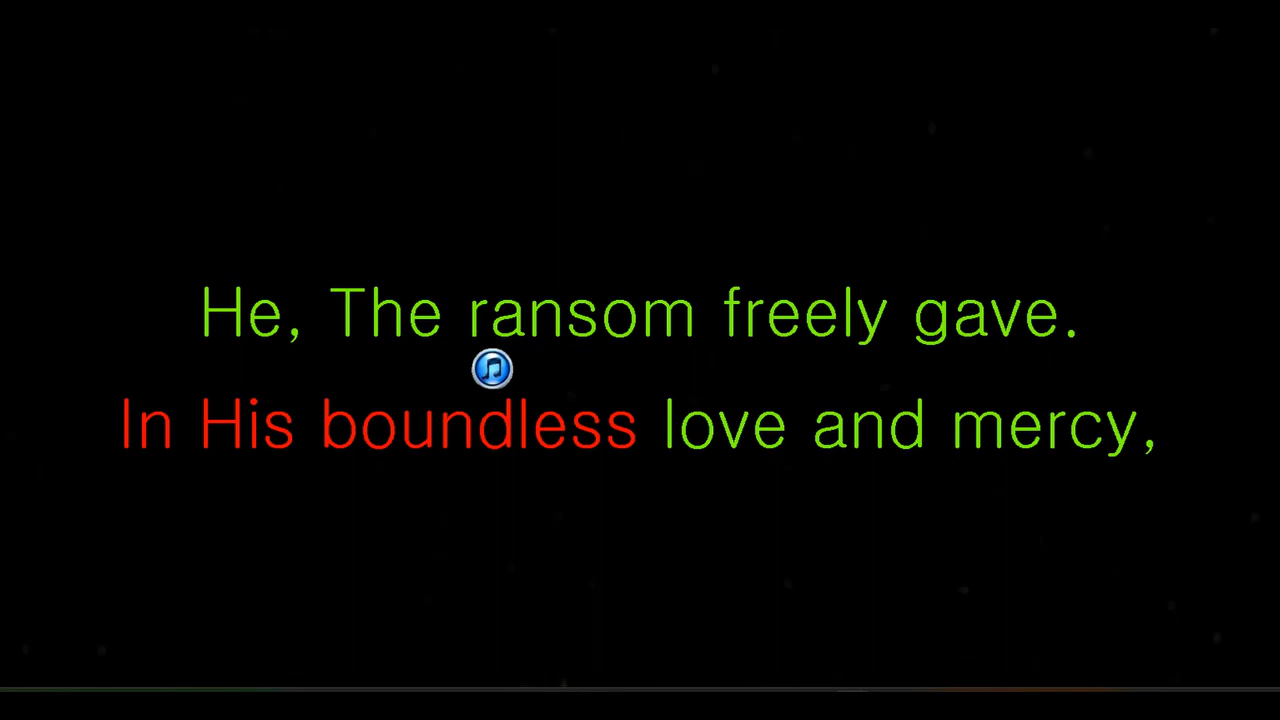 He, The ransom freely gave.
In His boundless love and mercy,